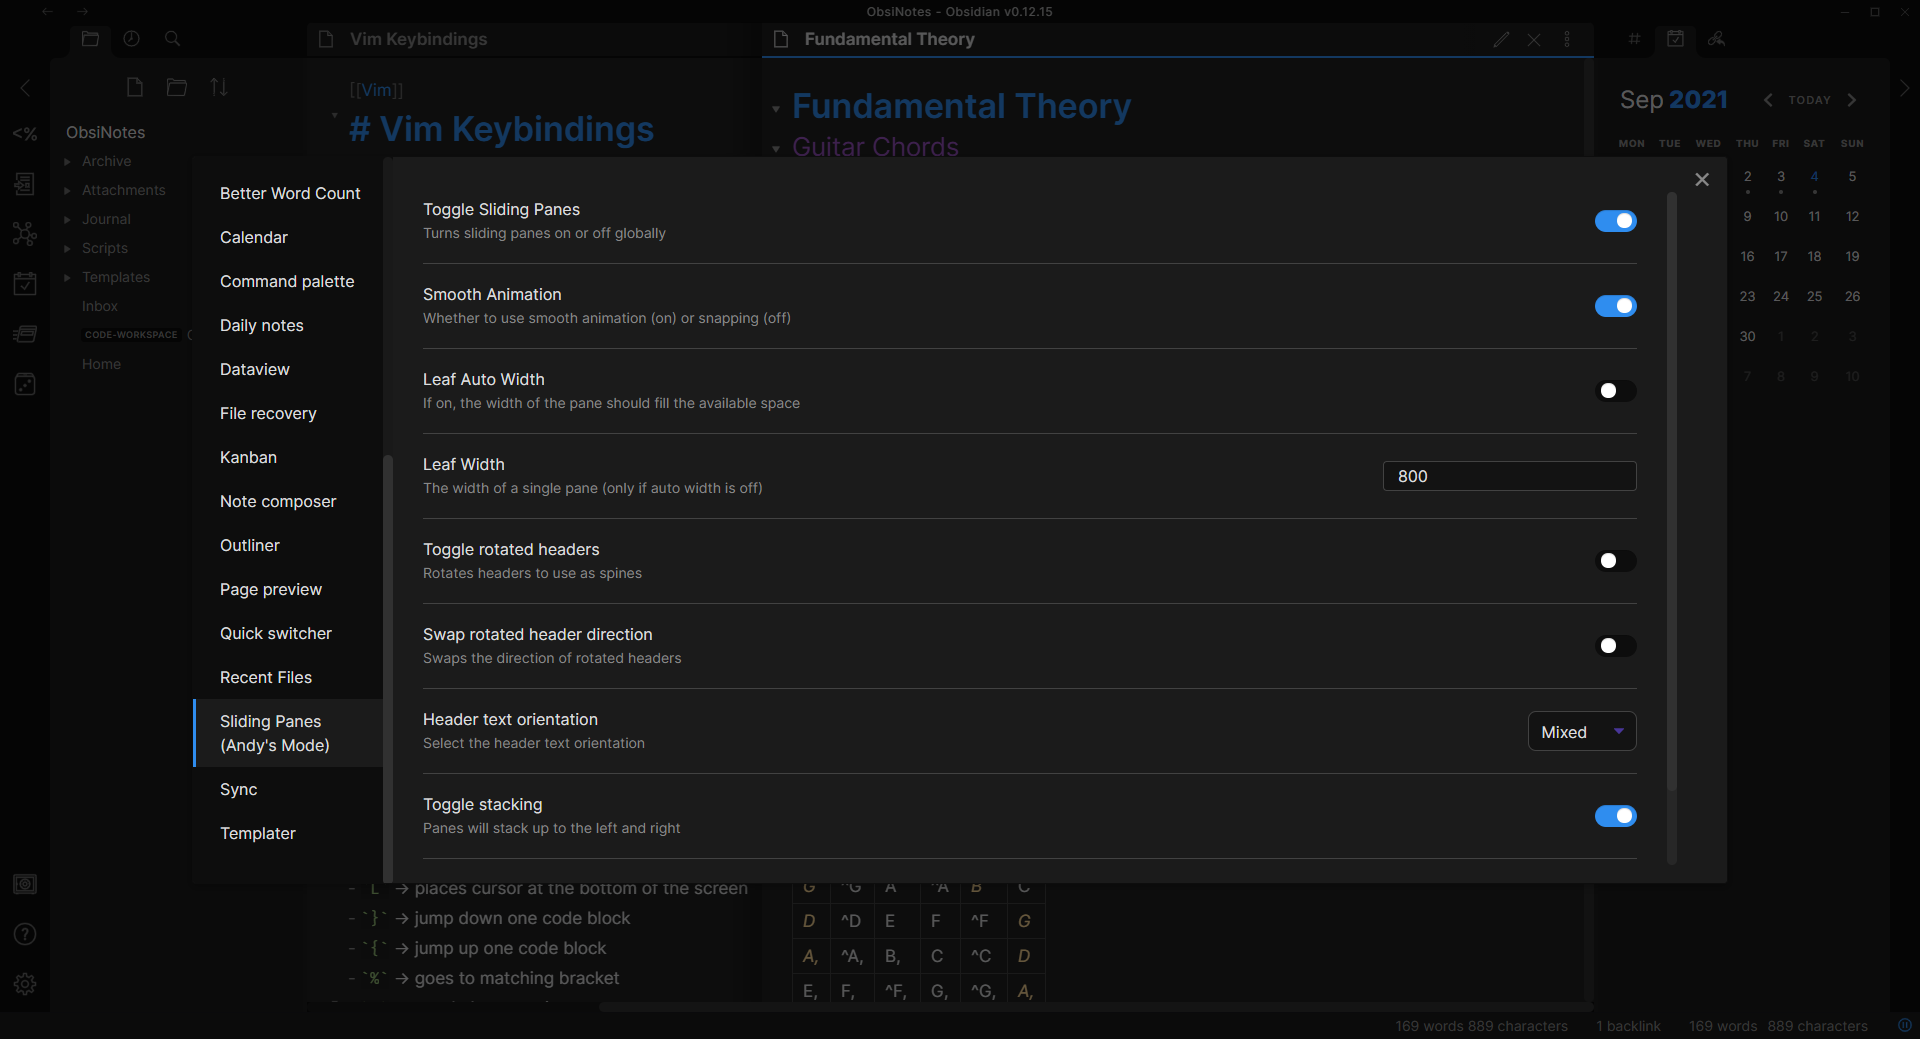 ObsiNotes - Obsidian v0.12.15
Vim Keybindings
Fundamental Theory
[[Vim]]
# Vim Keybindings
Fundamental Theory
Guitar Chords
<%
ObsiNotes
Archive
Attachments
Journal
Scripts
Templates
Inbox
CODE-WORKSPACE
Home
Better Word Count
Calendar
Command palette
Daily notes
Dataview
File recovery
Kanban
Note composer
Outliner
Page preview
Quick switcher
Recent Files
Sliding Panes
(Andy's Mode)
Sync
Templater
Toggle Sliding Panes
Turns sliding panes on or off globally
Smooth Animation
Whether to use smooth animation (on) or snapping (off)
Leaf Auto Width
If on, the width of the pane should fill the available space
Leaf Width
The width of a single pane (only if auto width is off)
800
Toggle rotated headers
Rotates headers to use as spines
Swap rotated header direction
Swaps the direction of rotated headers
Header text orientation
Select the header text orientation
Mixed
Toggle stacking
Panes will stack up to the left and right
- `L` → places cursor at the bottom of the screen
- `}` → jump down one code block
- `{` → jump up one code block
- `%` → goes to matching bracket
G ^G A ^A B C
D ^D E F ^F G
A, ^A, B, C ^C D
E, F, ^F, G, ^G, A,
#
Sep 2021
TODAY
MON TUE WED THU FRI SAT SUN
2 3 4 5
9 10 11 12
16 17 18 19
23 24 25 26
30 1 2 3
7 8 9 10
169 words 889 characters 1 backlink 169 words 889 characters